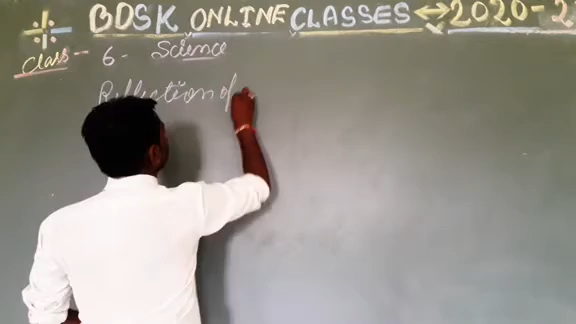 BDSK ONLINE CLASSES ↔ 2020-2
Class - 6 - Science
Reflection of